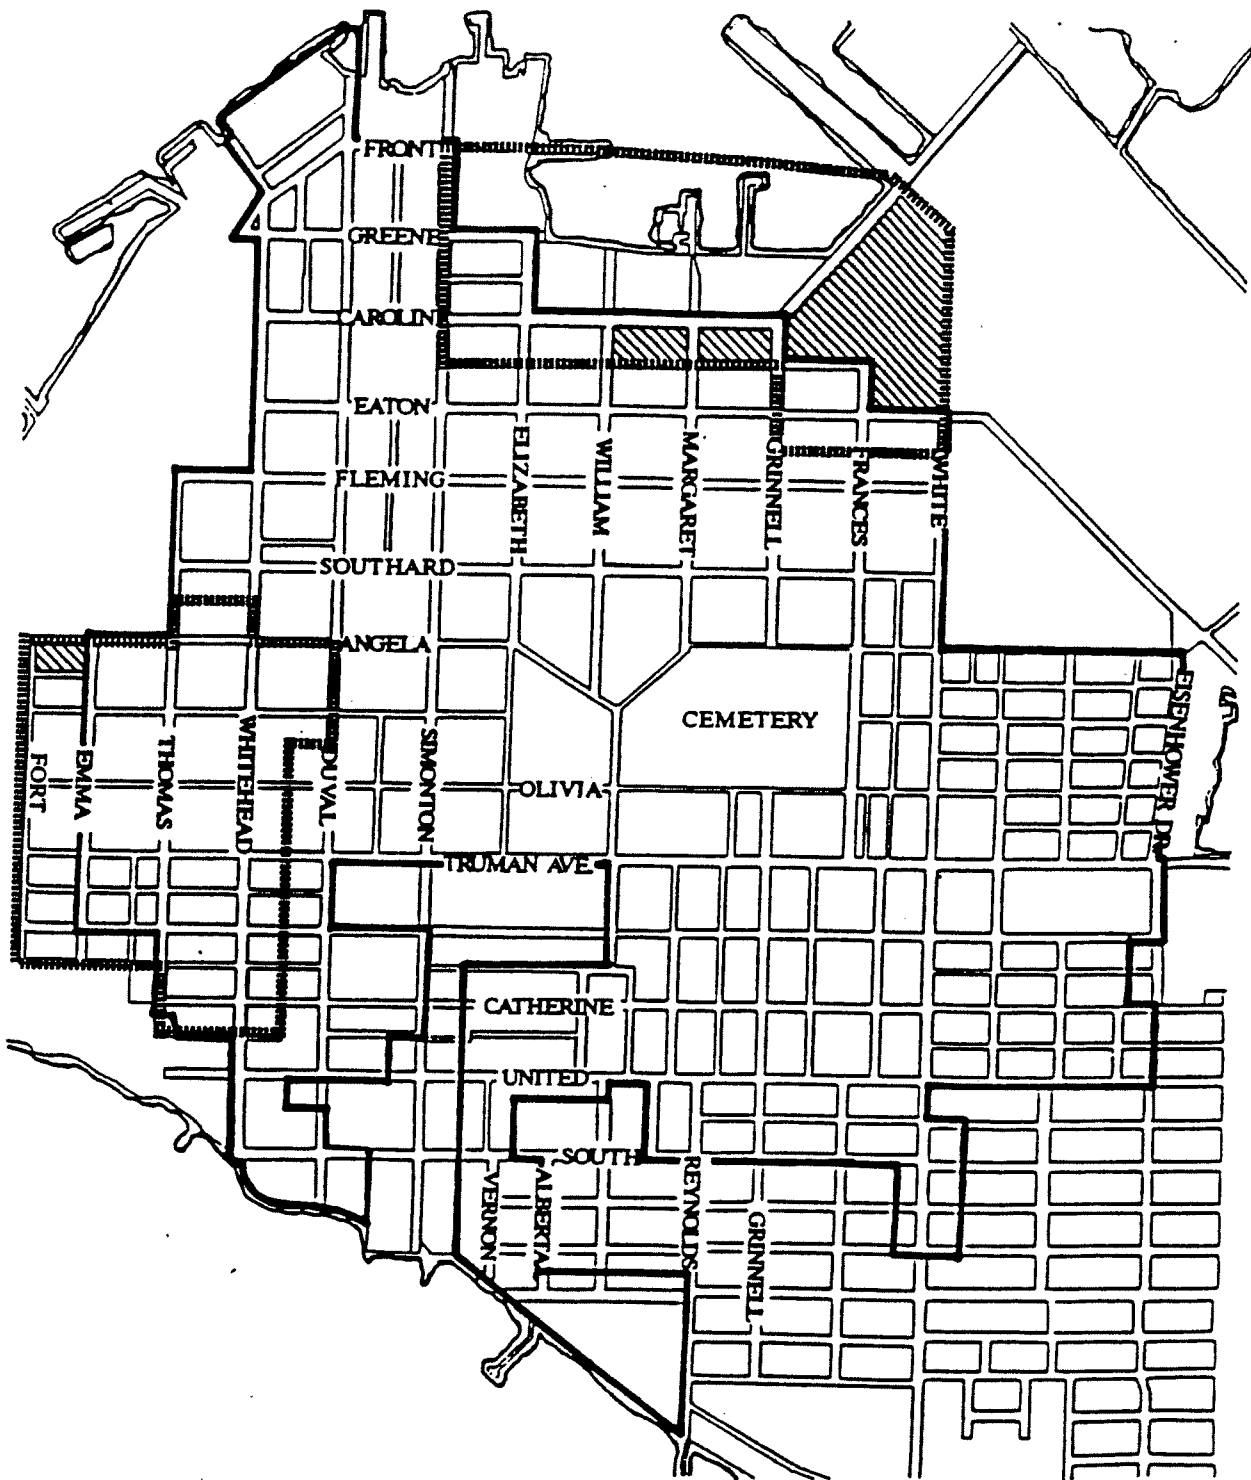 FRONT
GREENE
CAROLINE
EATON
FLEMING
SOUTHARD
ANGELA
ELIZABETH
WILLIAM
MARGARET
GRINNELL
FRANCES
WHITE
CEMETERY
FORT
EMMA
THOMAS
WHITEHEAD
DUVAL
SIMONTON
EISENHOWER DR.
OLIVIA
TRUMAN AVE.
CATHERINE
UNITED
SOUTH
VERNON
ALBERTA
REYNOLDS
GRINNELL